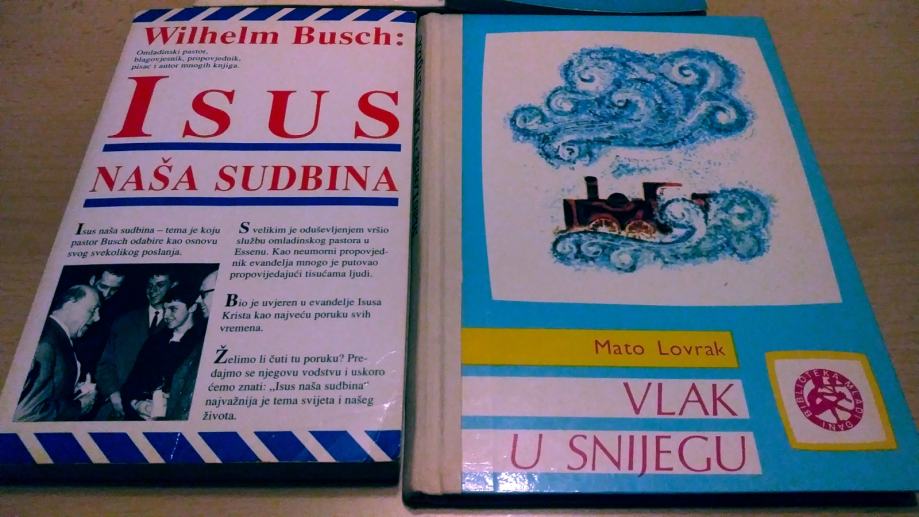 Wilhelm Busch:
Omladinski pastor,
blagovjesnik, propovjednik,
pisac i autor mnogih knjiga.
ISUS
NAŠA SUDBINA
Isus naša sudbina – tema je koju
pastor Busch odabire kao osnovu
svog svekolikog poslanja.
S velikim je oduševljenjem vršio
službu omladinskog pastora u
Essenu. Kao neumorni propovjed-
nik evanđelja mnogo je putovao
propovijedajući tisućama ljudi.
Bio je uvjeren u evanđelje Isusa
Krista kao najveću poruku svih
vremena.
Želimo li čuti tu poruku? Pre-
dajmo se njegovu vodstvu i uskoro
ćemo znati: „Isus naša sudbina"
najvažnija je tema svijeta i našeg
života.
Mato Lovrak
VLAK
U SNIJEGU
BIBLIOTEKA MLADI DANI